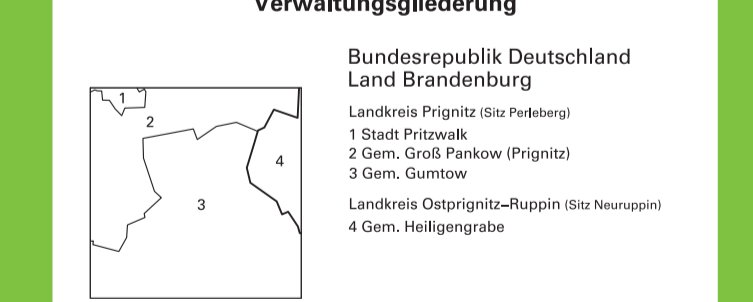 Verwaltungsgliederung
Bundesrepublik Deutschland
Land Brandenburg
Landkreis Prignitz (Sitz Perleberg)
1 Stadt Pritzwalk
2 Gem. Groß Pankow (Prignitz)
3 Gem. Gumtow
Landkreis Ostprignitz–Ruppin (Sitz Neuruppin)
4 Gem. Heiligengrabe
1
2
4
3